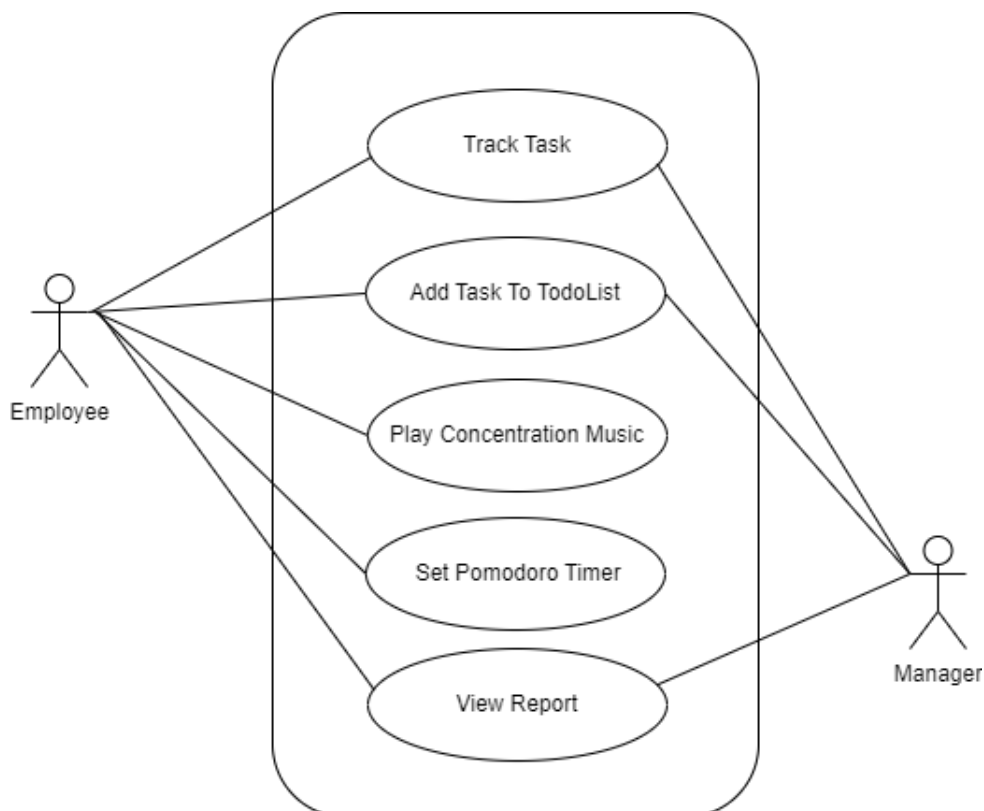 Track Task
Add Task To TodoList
Employee
Play Concentration Music
Set Pomodoro Timer
Manager
View Report